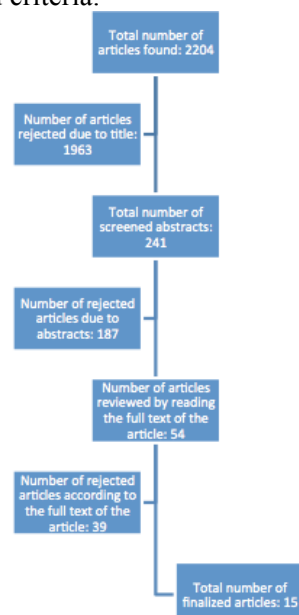 Total number of
articles found: 2204
Number of articles
rejected due to title:
1963
Total number of
screened abstracts:
241
Number of rejected
articles due to
abstracts: 187
Number of articles
reviewed by reading
the full text of the
article: 54
Number of rejected
articles according to
the full text of the
article: 39
Total number of
finalized articles: 15